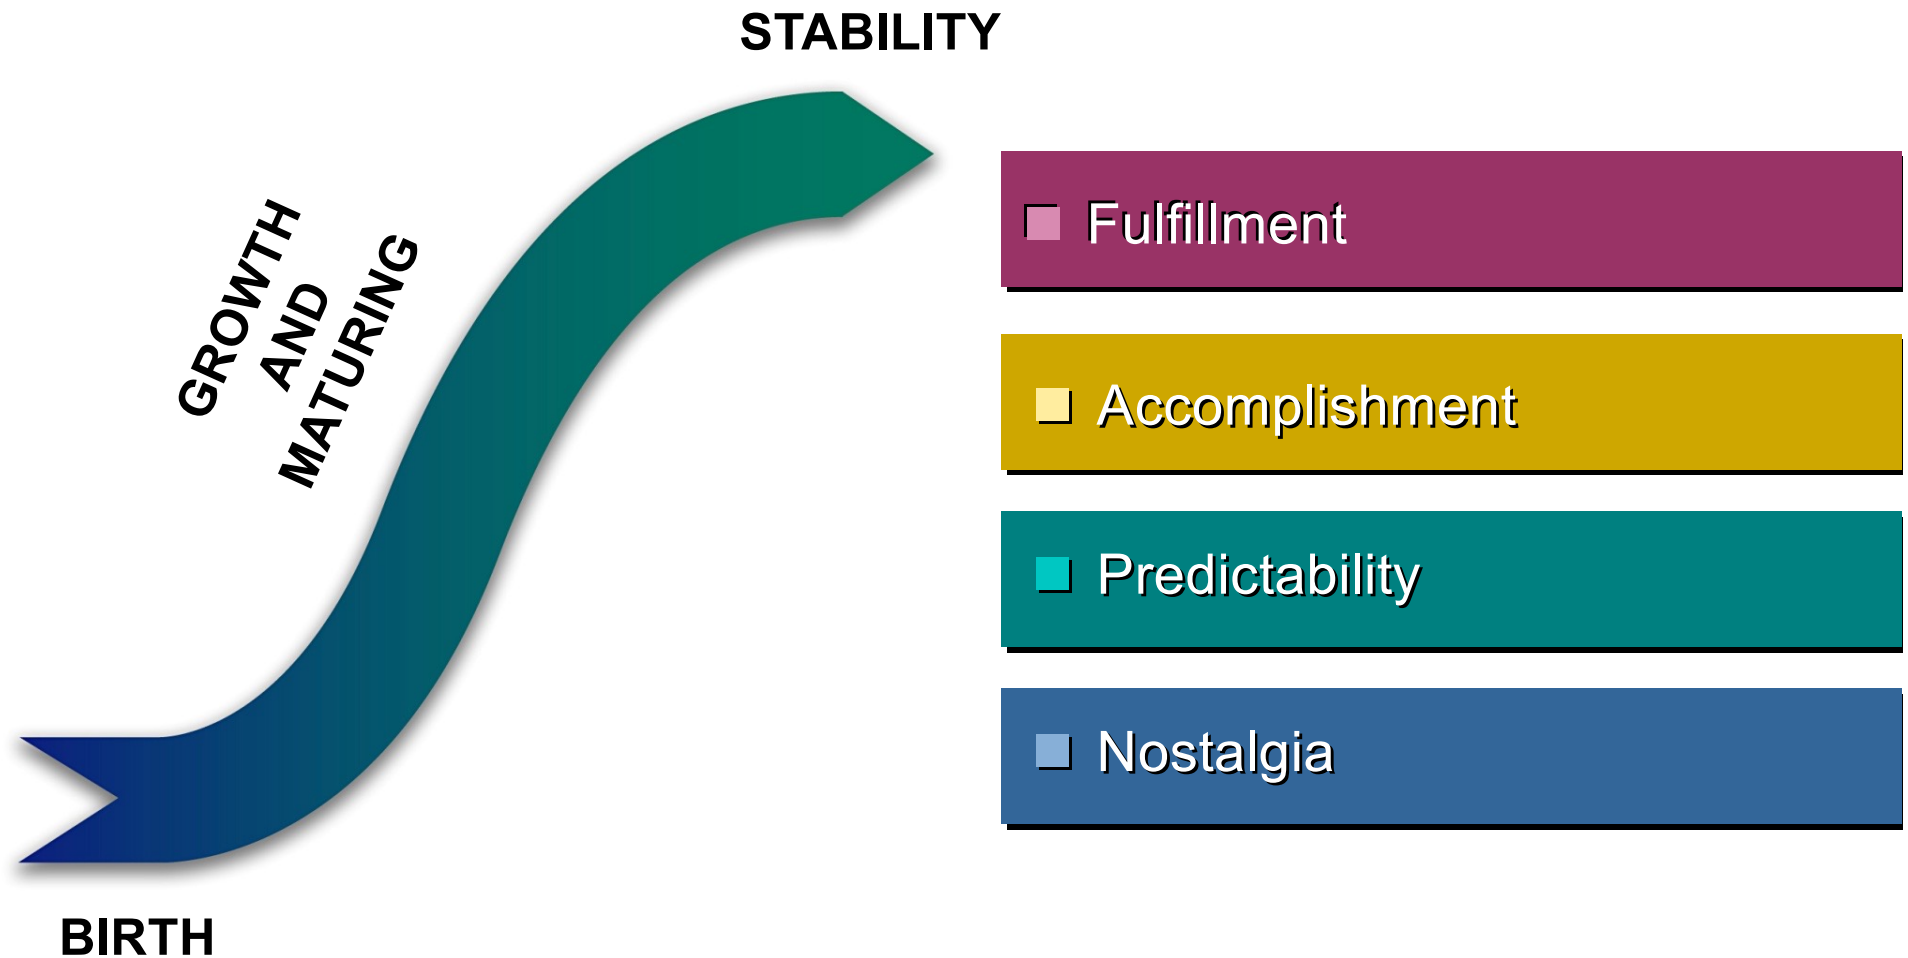 STABILITY
GROWTH
AND
MATURING
BIRTH
Fulfillment
Accomplishment
Predictability
Nostalgia